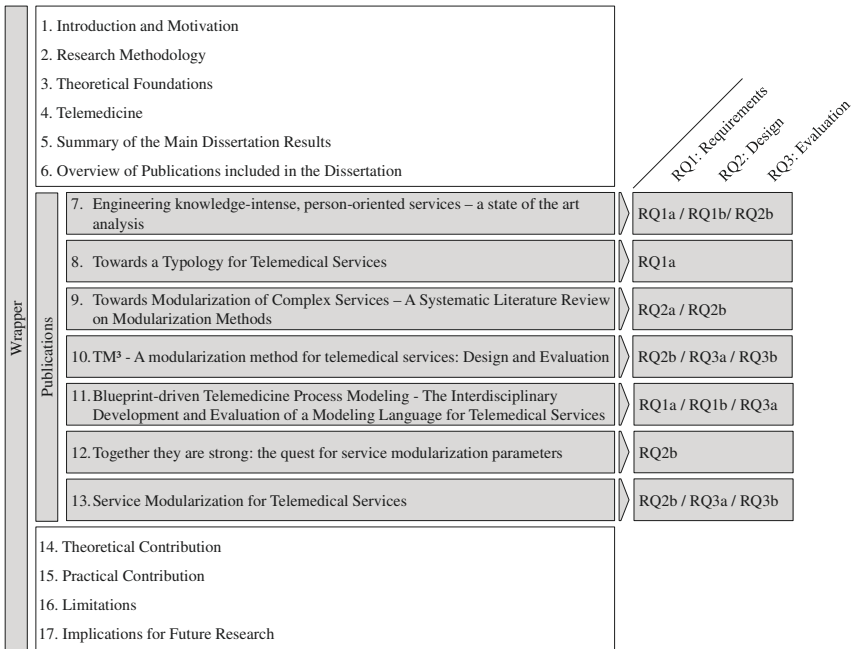 Wrapper
1. Introduction and Motivation
2. Research Methodology
3. Theoretical Foundations
4. Telemedicine
5. Summary of the Main Dissertation Results
6. Overview of Publications included in the Dissertation
RQ1: Requirements
RQ2: Design
RQ3: Evaluation
Publications
7. Engineering knowledge-intense, person-oriented services – a state of the art
analysis
RQ1a / RQ1b/ RQ2b
8. Towards a Typology for Telemedical Services
RQ1a
9. Towards Modularization of Complex Services – A Systematic Literature Review
on Modularization Methods
RQ2a / RQ2b
10. TM³ - A modularization method for telemedical services: Design and Evaluation
RQ2b / RQ3a / RQ3b
11. Blueprint-driven Telemedicine Process Modeling - The Interdisciplinary
Development and Evaluation of a Modeling Language for Telemedical Services
RQ1a / RQ1b / RQ3a
12. Together they are strong: the quest for service modularization parameters
RQ2b
13. Service Modularization for Telemedical Services
RQ2b / RQ3a / RQ3b
14. Theoretical Contribution
15. Practical Contribution
16. Limitations
17. Implications for Future Research